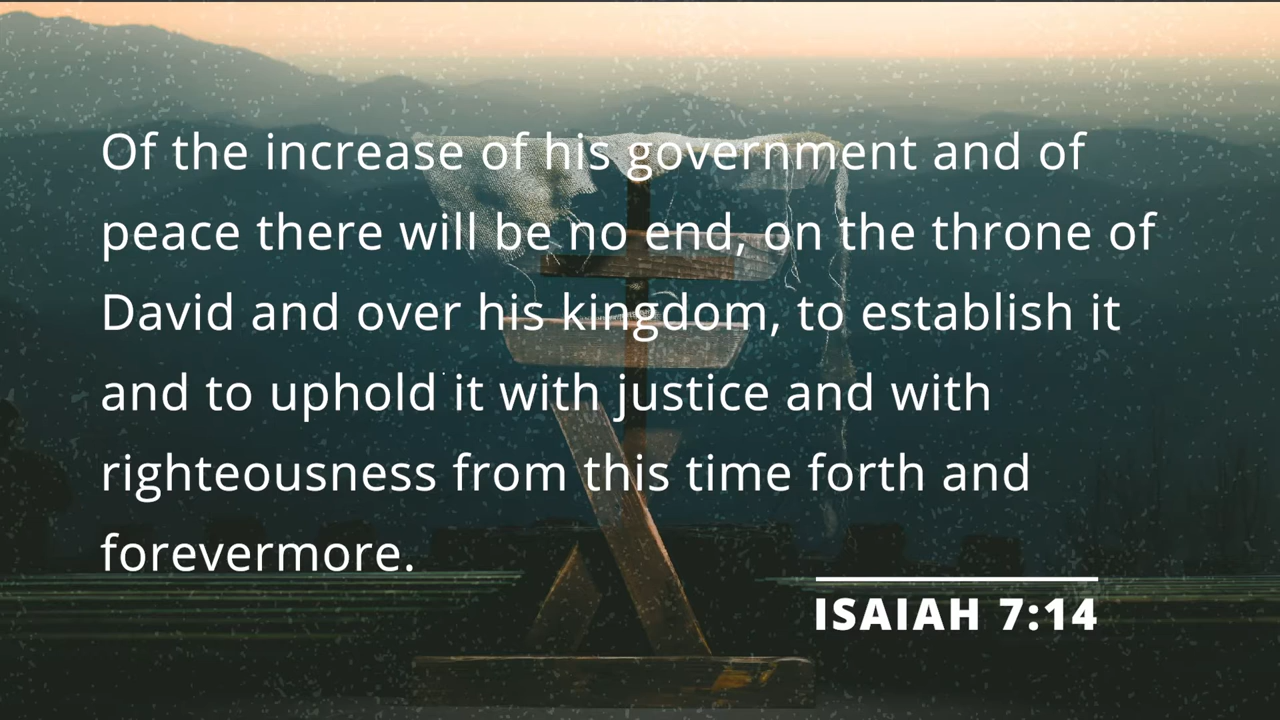 Of the increase of his government and of
peace there will be no end, on the throne of
David and over his kingdom, to establish it
and to uphold it with justice and with
righteousness from this time forth and
forevermore.
ISAIAH 7:14